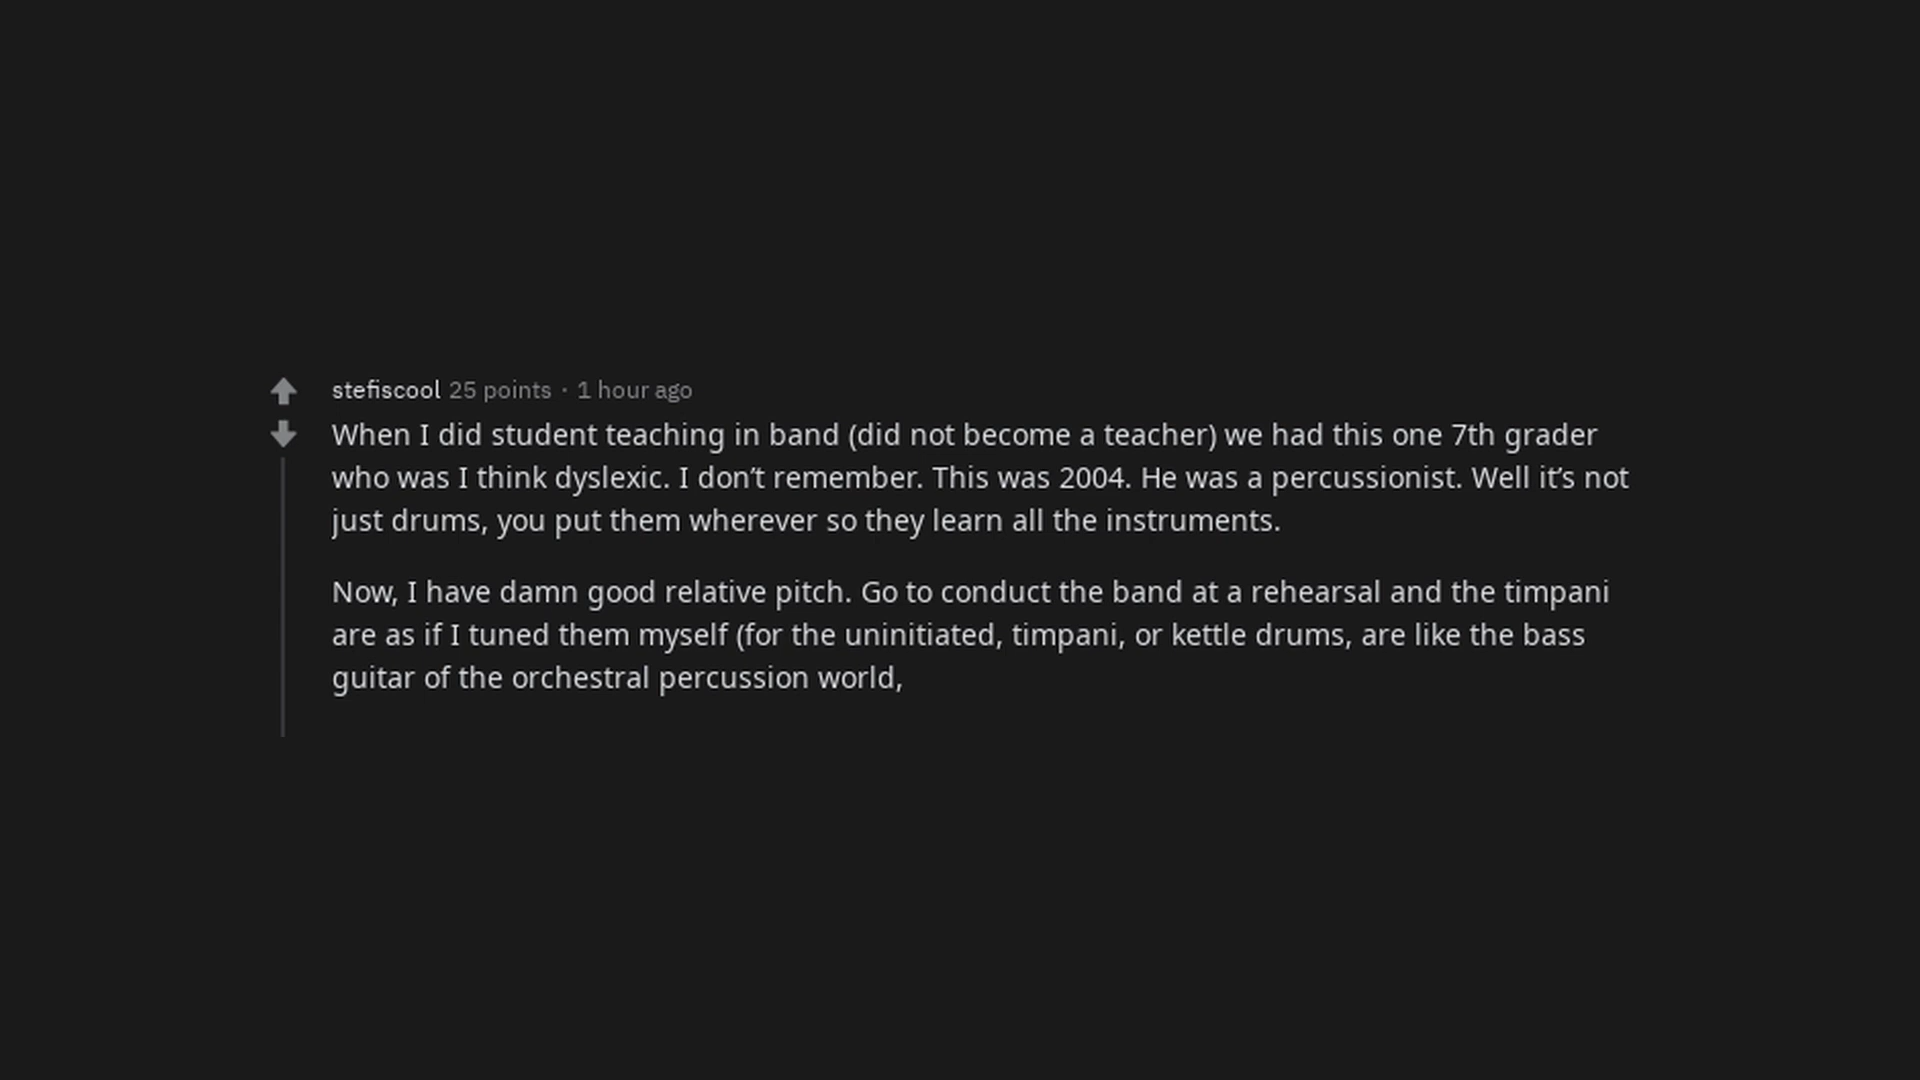 stefiscool 25 points · 1 hour ago
When I did student teaching in band (did not become a teacher) we had this one 7th grader
who was I think dyslexic. I don’t remember. This was 2004. He was a percussionist. Well it’s not
just drums, you put them wherever so they learn all the instruments.
Now, I have damn good relative pitch. Go to conduct the band at a rehearsal and the timpani
are as if I tuned them myself (for the uninitiated, timpani, or kettle drums, are like the bass
guitar of the orchestral percussion world,